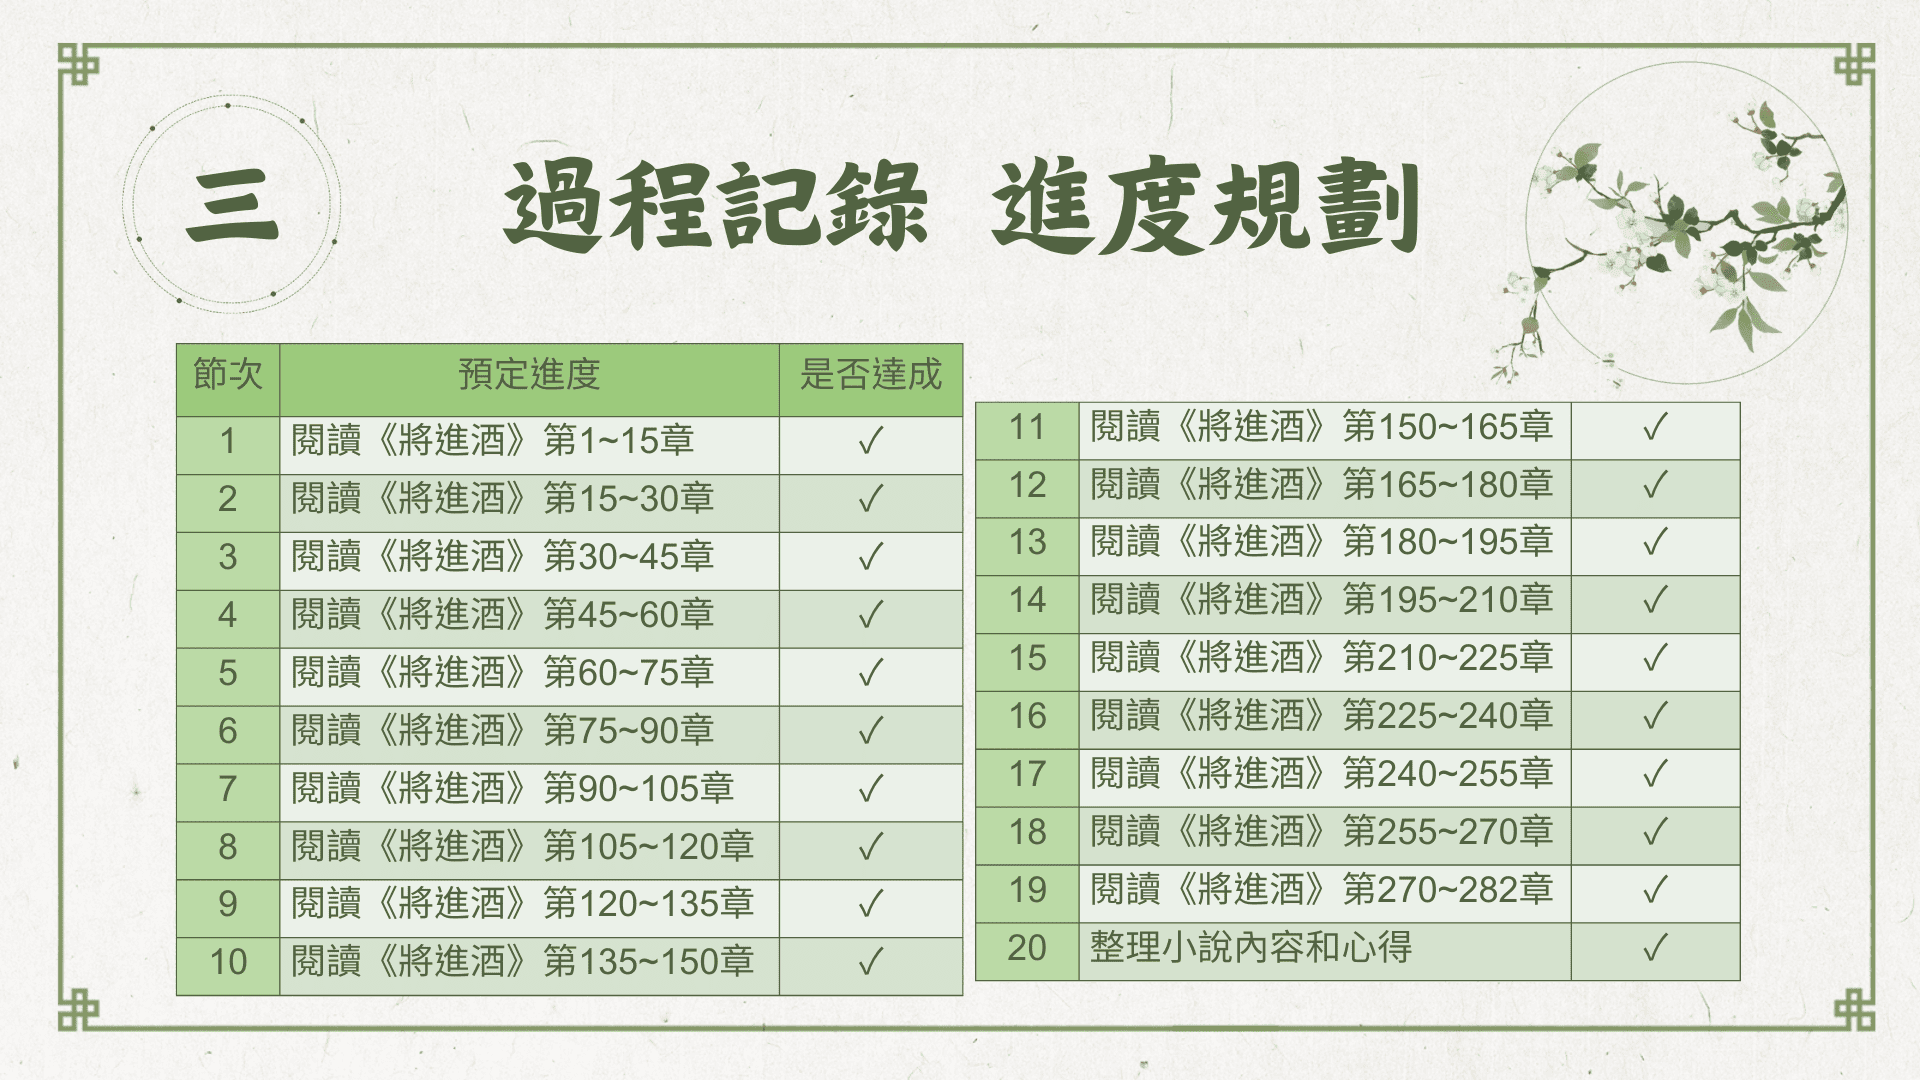 三
過程記錄 進度規劃
節次 預定進度 是否達成
1 閱讀《將進酒》第1~15章 ✓
2 閱讀《將進酒》第15~30章 ✓
3 閱讀《將進酒》第30~45章 ✓
4 閱讀《將進酒》第45~60章 ✓
5 閱讀《將進酒》第60~75章 ✓
6 閱讀《將進酒》第75~90章 ✓
7 閱讀《將進酒》第90~105章 ✓
8 閱讀《將進酒》第105~120章 ✓
9 閱讀《將進酒》第120~135章 ✓
10 閱讀《將進酒》第135~150章 ✓
11 閱讀《將進酒》第150~165章 ✓
12 閱讀《將進酒》第165~180章 ✓
13 閱讀《將進酒》第180~195章 ✓
14 閱讀《將進酒》第195~210章 ✓
15 閱讀《將進酒》第210~225章 ✓
16 閱讀《將進酒》第225~240章 ✓
17 閱讀《將進酒》第240~255章 ✓
18 閱讀《將進酒》第255~270章 ✓
19 閱讀《將進酒》第270~282章 ✓
20 整理小說內容和心得 ✓